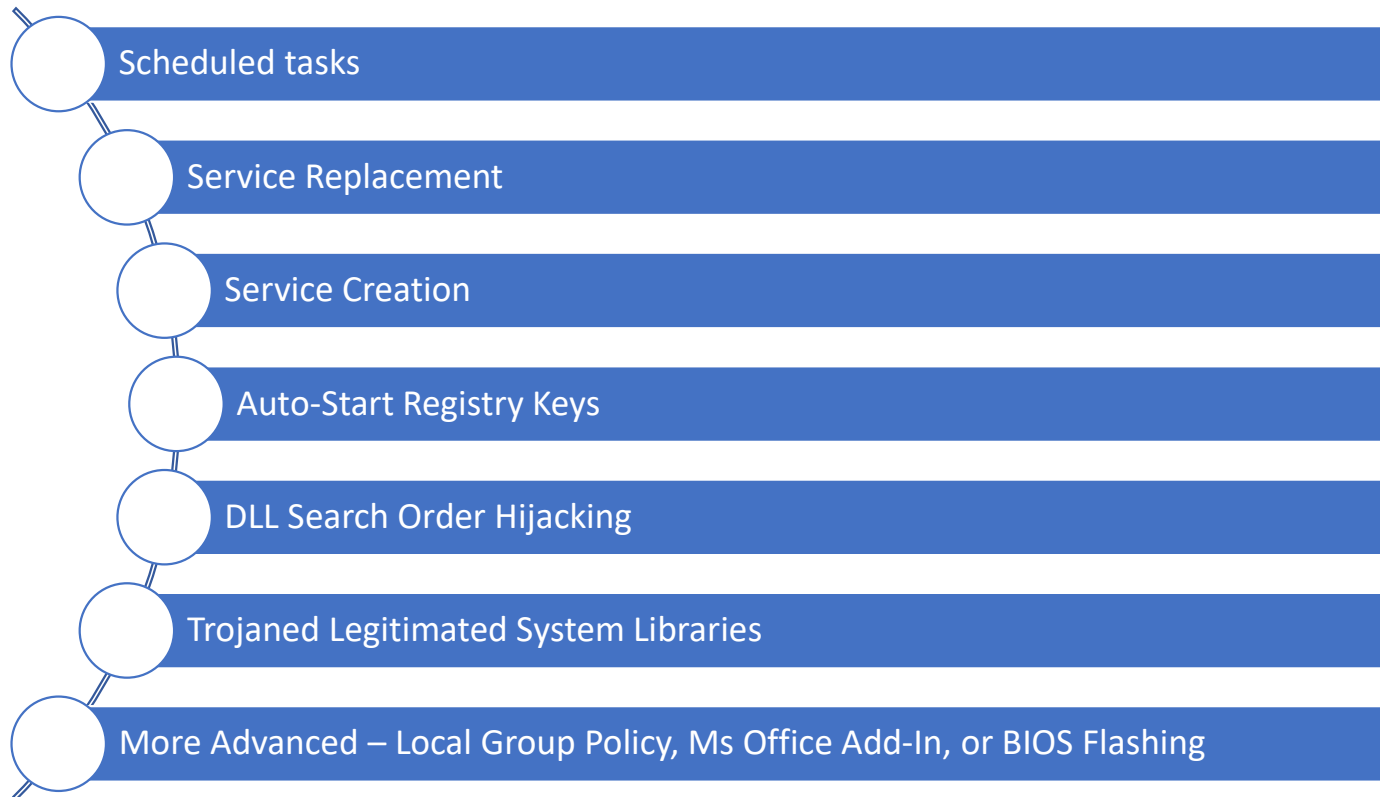 Scheduled tasks
Service Replacement
Service Creation
Auto-Start Registry Keys
DLL Search Order Hijacking
Trojaned Legitimated System Libraries
More Advanced – Local Group Policy, Ms Office Add-In, or BIOS Flashing